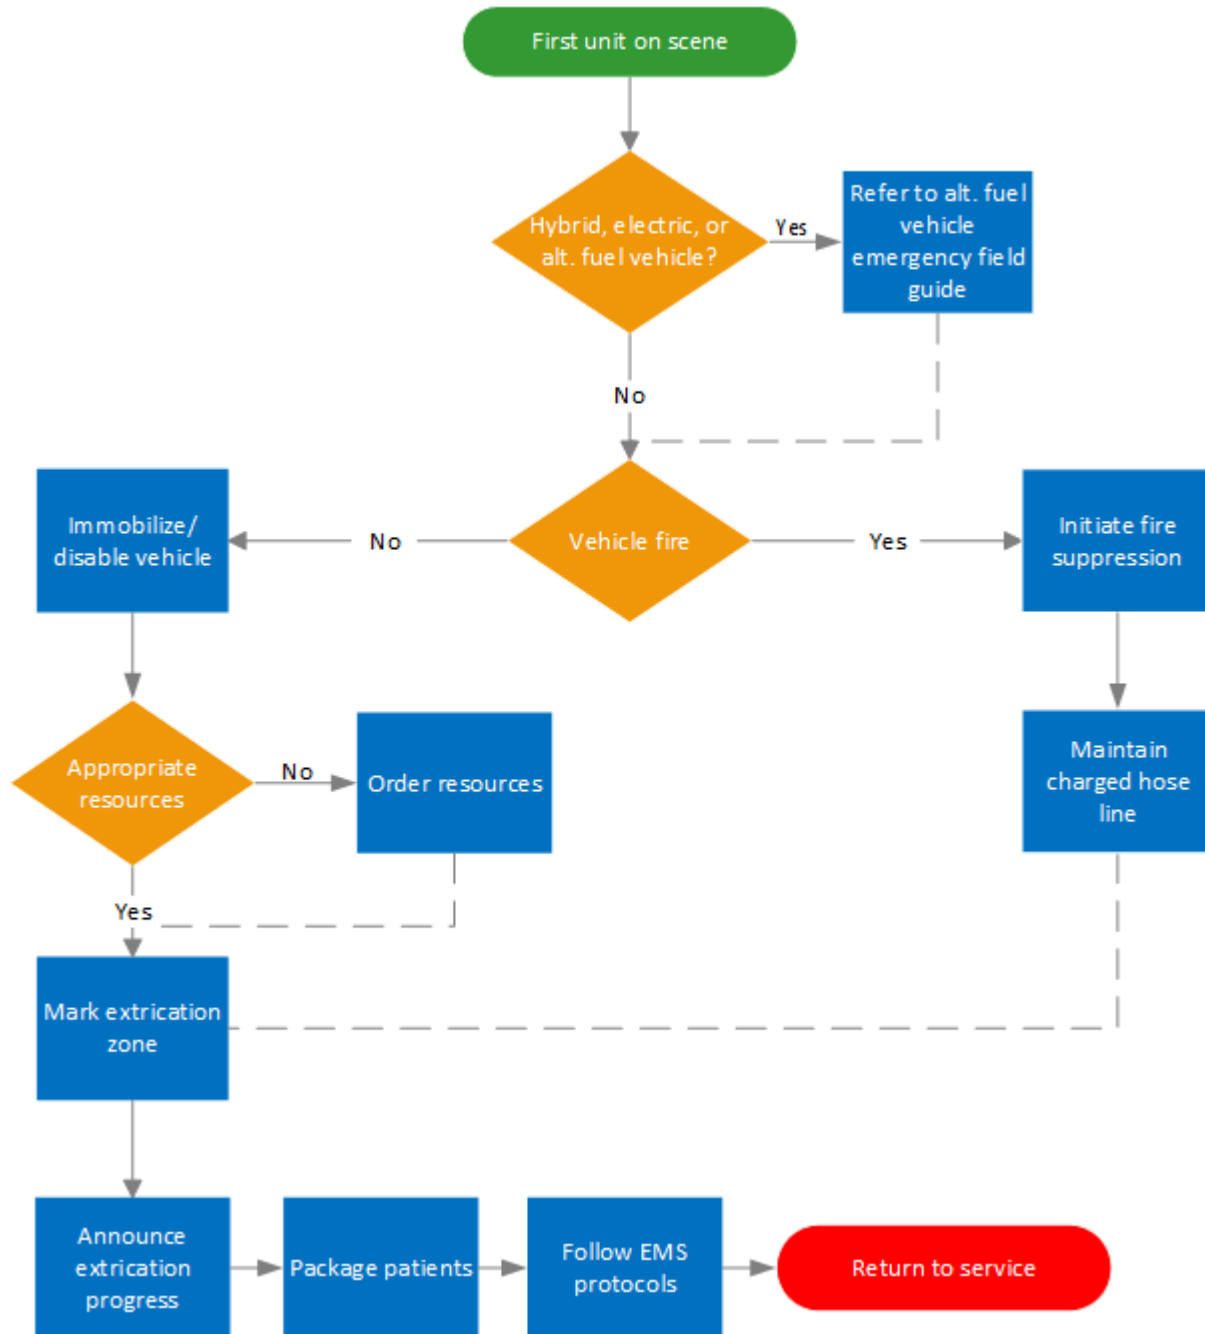 First unit on scene
Hybrid, electric, or
alt. fuel vehicle?
Yes
Refer to alt. fuel
vehicle
emergency field
guide
No
Immobilize/
disable vehicle
No
Vehicle fire
Yes
Initiate fire
suppression
Appropriate
resources
No
Order resources
Maintain
charged hose
line
Yes
Mark extrication
zone
Announce
extrication
progress
Package patients
Follow EMS
protocols
Return to service